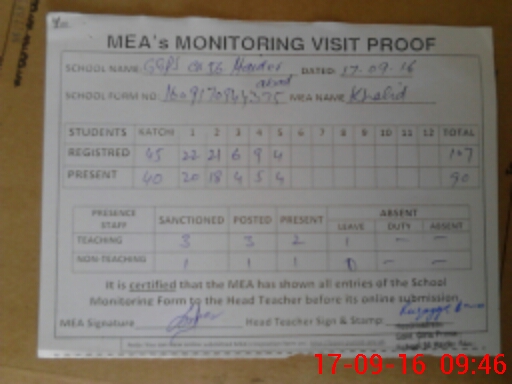 MEA's MONITORING VISIT PROOF
SCHOOL NAME: GGPS DATED: 17-09-16
SCHOOL FORM NO: MEA NAME: Khalid
STUDENTS KATCHI 1 2 3 4 5 6 7 8 9 10 11 12 TOTAL
REGISTRED 45 22 21 6 9 4 107
PRESENT 40 20 18 4 5 4 90
PRESENCE STAFF SANCTIONED POSTED PRESENT ABSENT
LEAVE DUTY ABSENT
TEACHING 3 3 2 1 – –
NON-TEACHING 1 1 1 0 – –
It is certified that the MEA has shown all entries of the School
Monitoring Form to the Head Teacher before its online submission.
MEA Signature Head Teacher Sign & Stamp:
17-09-16 09:46